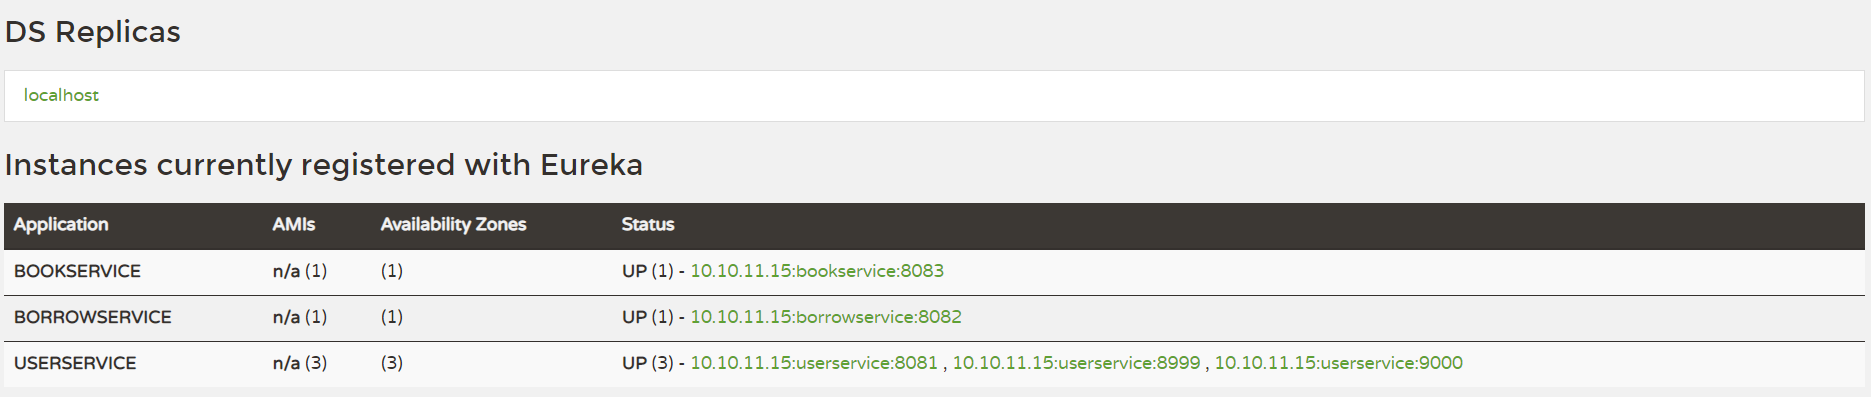 DS Replicas
localhost
Instances currently registered with Eureka
Application AMIs Availability Zones Status
BOOKSERVICE n/a (1) (1) UP (1) - 10.10.11.15:bookservice:8083
BORROWSERVICE n/a (1) (1) UP (1) - 10.10.11.15:borrowservice:8082
USERSERVICE n/a (3) (3) UP (3) - 10.10.11.15:userservice:8081 , 10.10.11.15:userservice:8999 , 10.10.11.15:userservice:9000